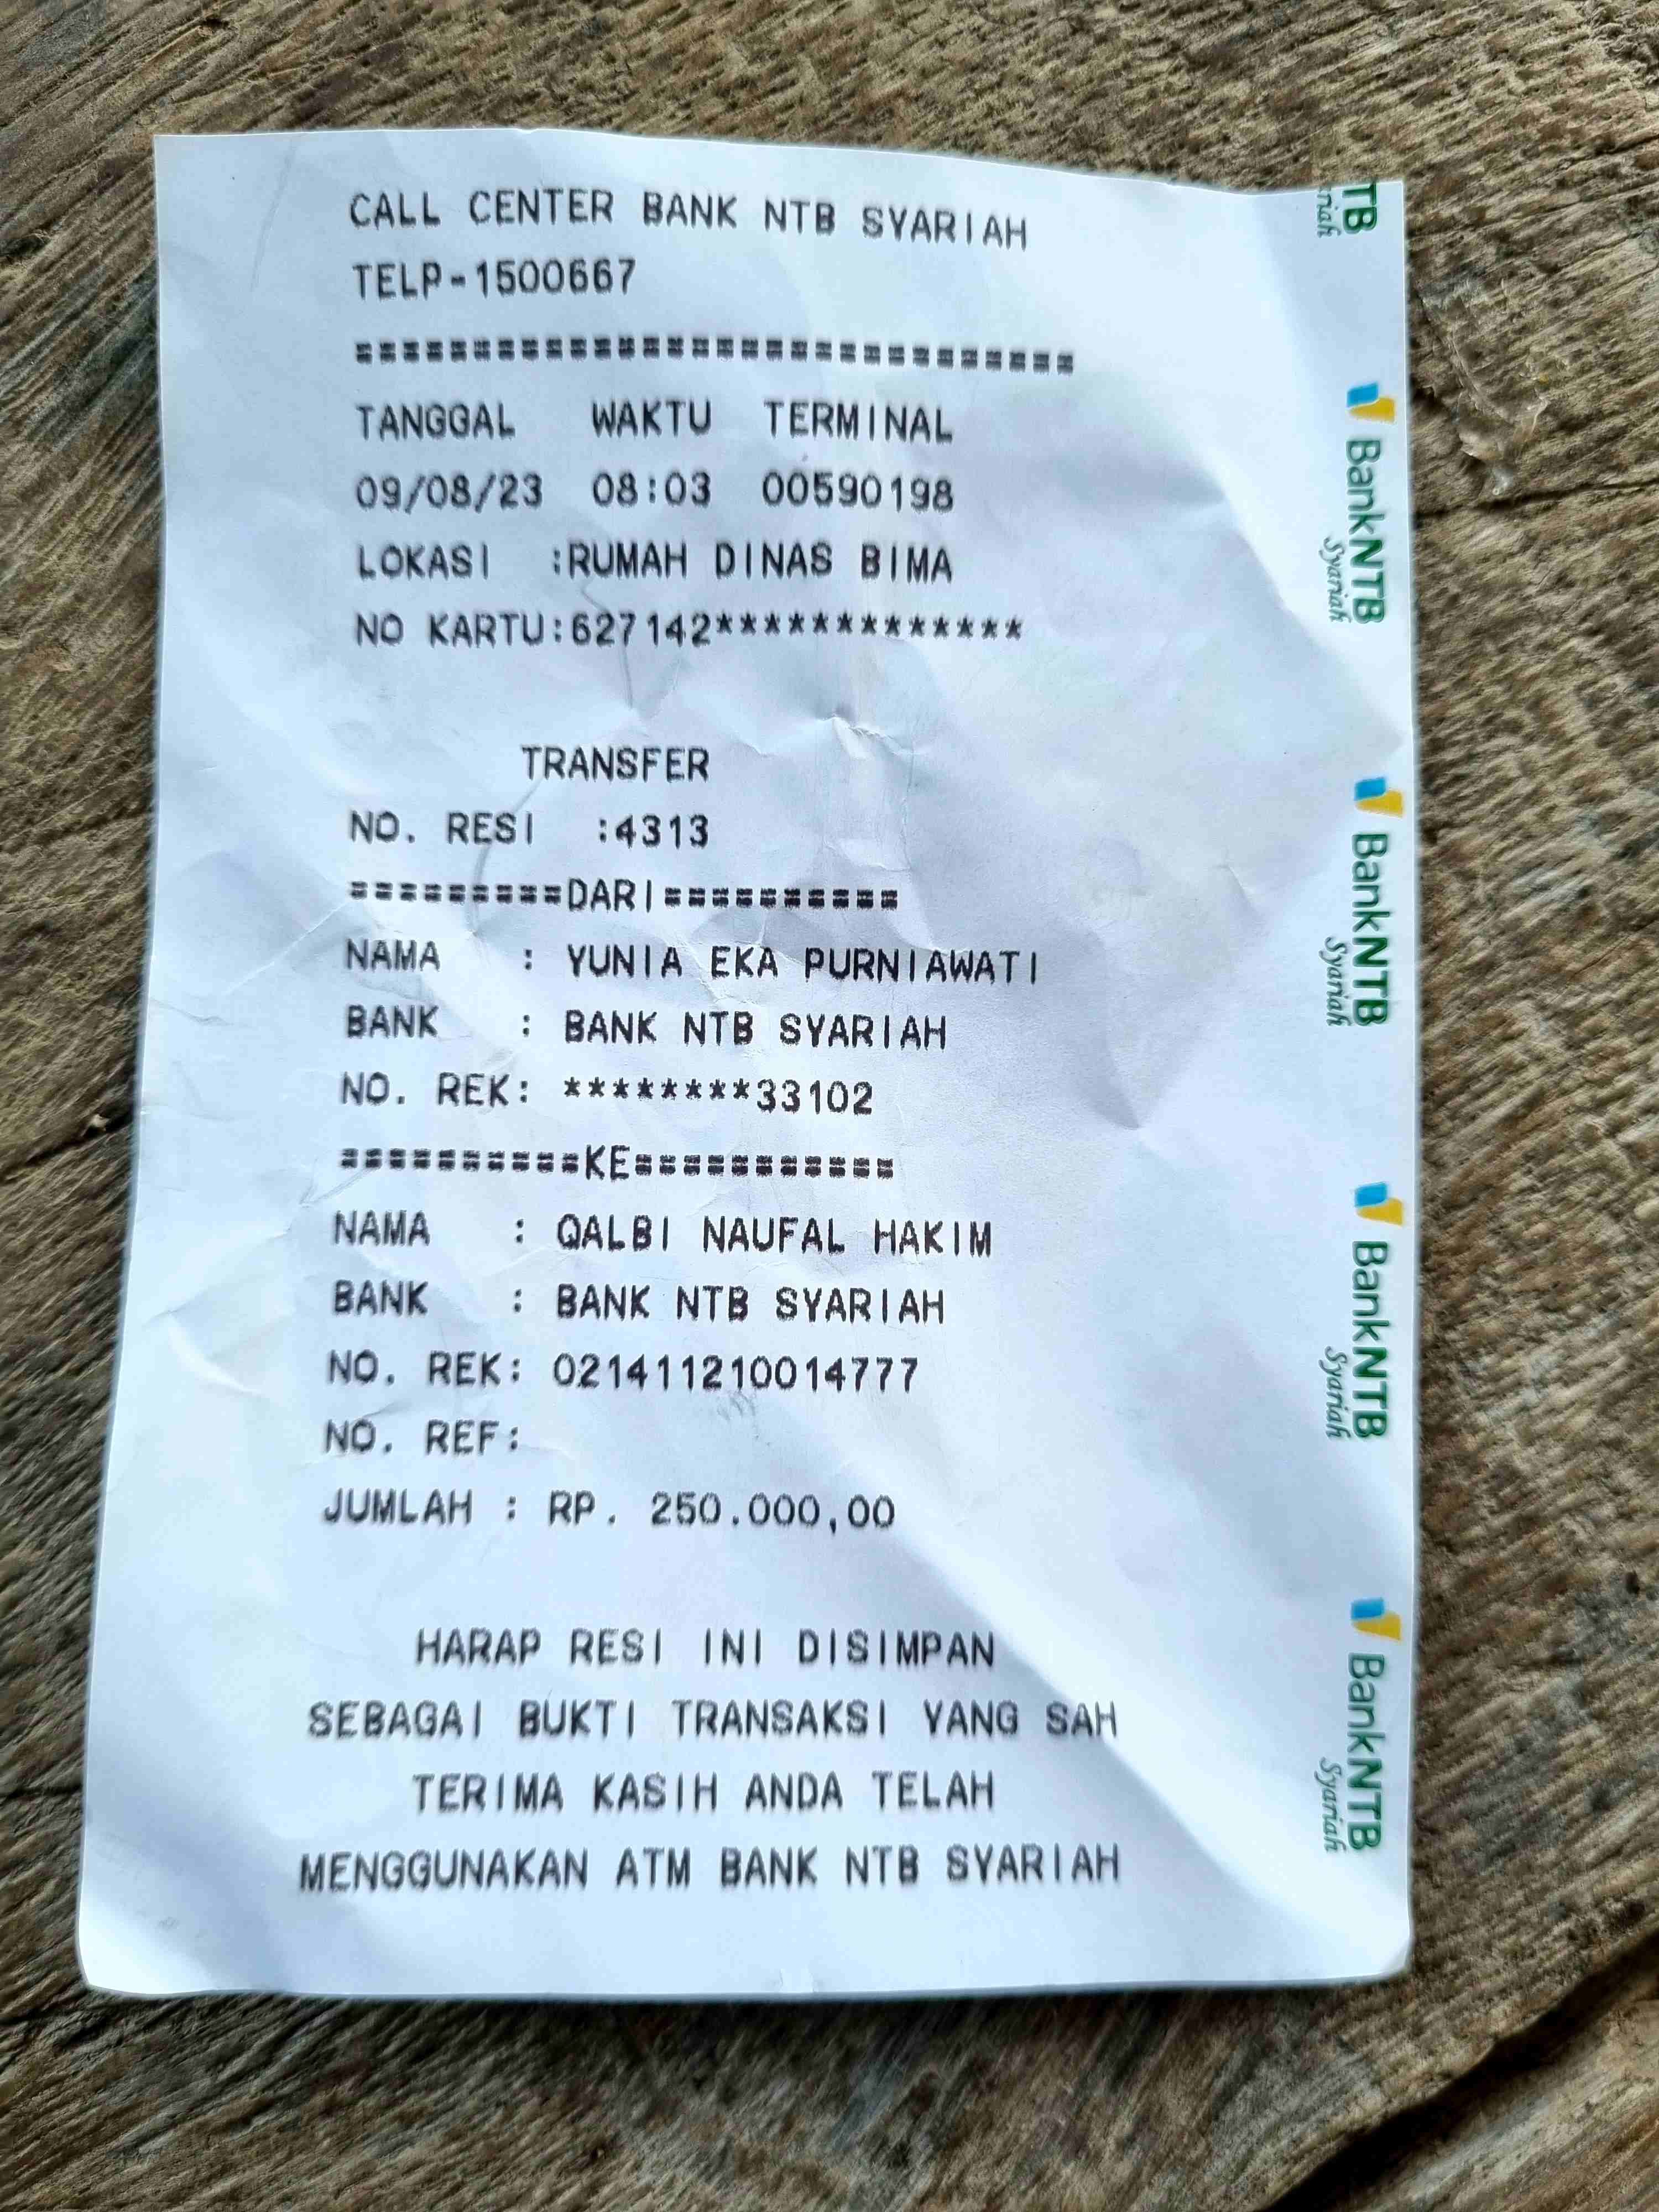 CALL CENTER BANK NTB SYARIAH
TELP-1500667
==============================
TANGGAL WAKTU TERMINAL
09/08/23 08:03 00590198
LOKASI :RUMAH DINAS BIMA
NO KARTU:627142*************
TRANSFER
NO. RESI :4313
=========DARI==========
NAMA : YUNIA EKA PURNIAWATI
BANK : BANK NTB SYARIAH
NO. REK: ********33102
==========KE===========
NAMA : QALBI NAUFAL HAKIM
BANK : BANK NTB SYARIAH
NO. REK: 021411210014777
NO. REF:
JUMLAH : RP. 250.000,00
HARAP RESI INI DISIMPAN
SEBAGAI BUKTI TRANSAKSI YANG SAH
TERIMA KASIH ANDA TELAH
MENGGUNAKAN ATM BANK NTB SYARIAH
TB
riah
BankNTB
Syariah
BankNTB
Syariah
BankNTB
Syariah
BankNTB
Syariah